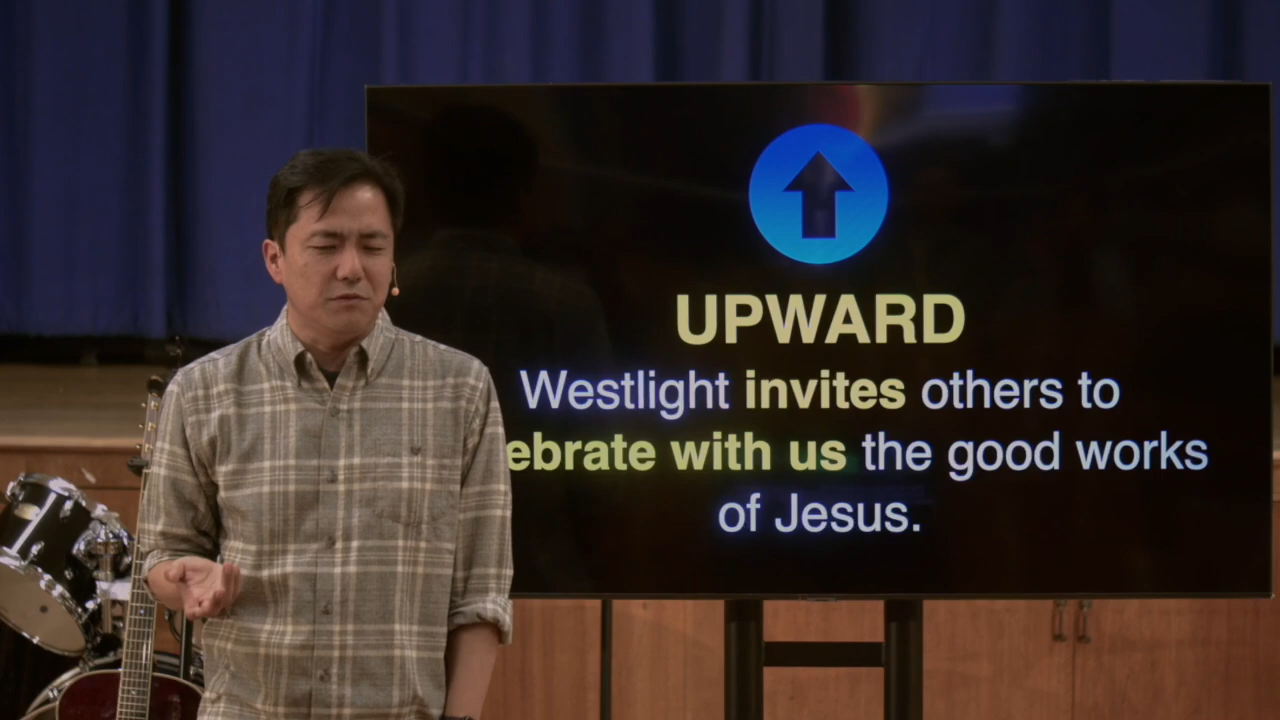 UPWARD
Westlight invites others to
ebrate with us the good works
of Jesus.